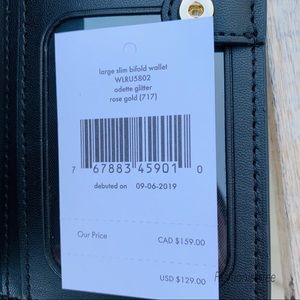 large slim bifold wallet
WLRU5802
odette glitter
rose gold (717)
7 67883 45901 0
debuted on 09-06-2019
Our Price
CAD $159.00
USD $129.00